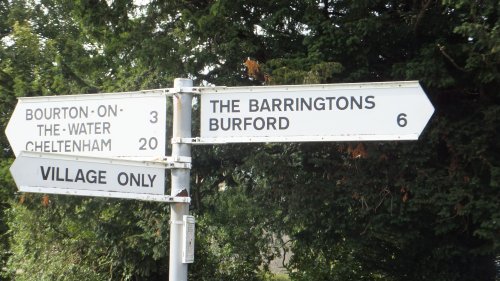 BOURTON·ON· 3
THE·WATER
CHELTENHAM 20
VILLAGE ONLY
THE BARRINGTONS
BURFORD 6